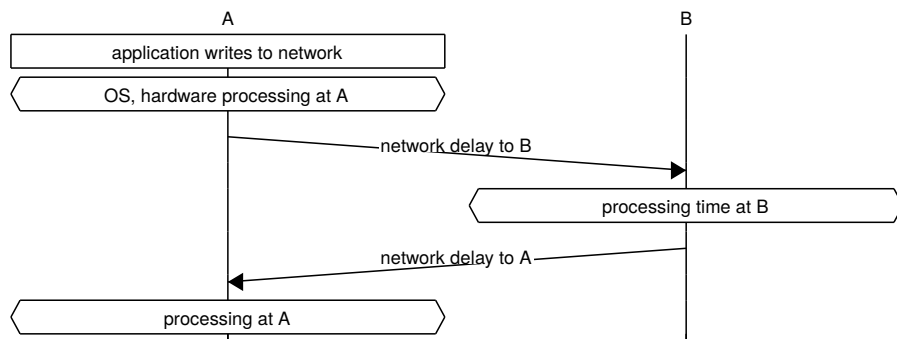 A
B
application writes to network
OS, hardware processing at A
network delay to B
processing time at B
network delay to A
processing at A